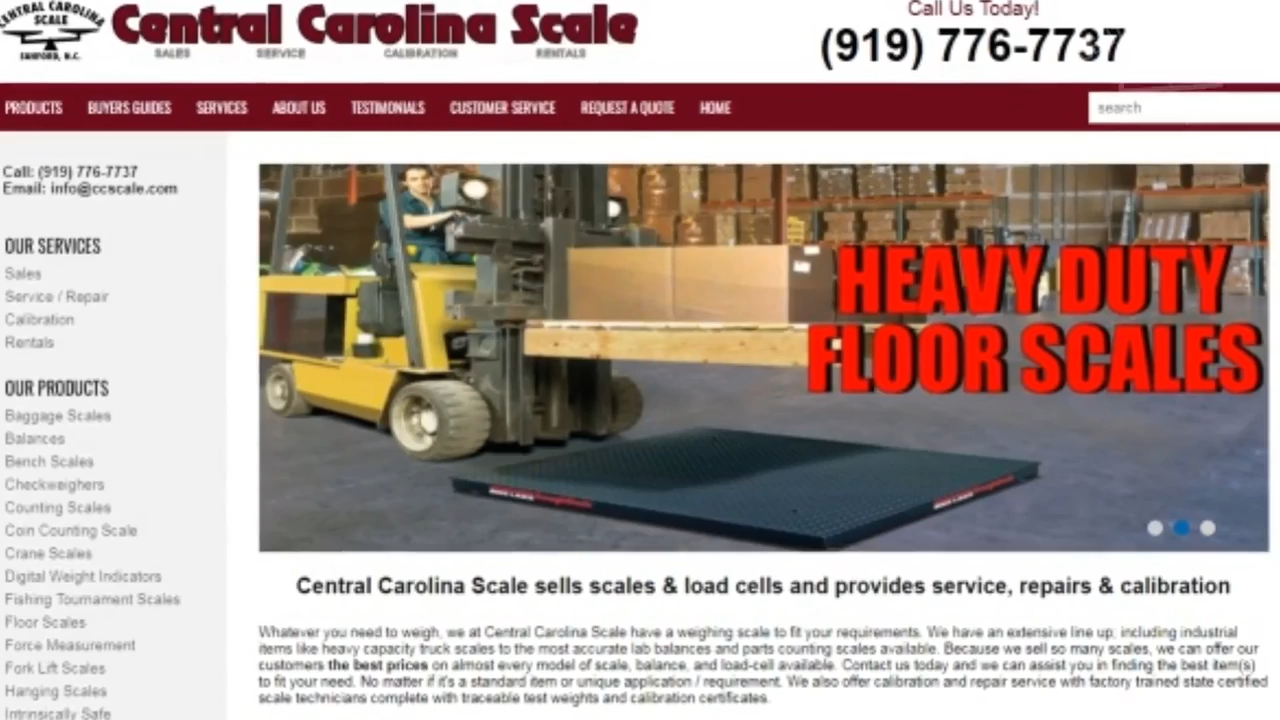 CENTRAL CAROLINA
SCALE
SANFORD, N.C.
Central Carolina Scale
SALES SERVICE CALIBRATION RENTALS
Call Us Today!
(919) 776-7737
PRODUCTS BUYERS GUIDES SERVICES ABOUT US TESTIMONIALS CUSTOMER SERVICE REQUEST A QUOTE HOME
search
Call: (919) 776-7737
Email: info@ccscale.com
OUR SERVICES
Sales
Service / Repair
Calibration
Rentals
OUR PRODUCTS
Baggage Scales
Balances
Bench Scales
Checkweighers
Counting Scales
Coin Counting Scale
Crane Scales
Digital Weight Indicators
Fishing Tournament Scales
Floor Scales
Force Measurement
Fork Lift Scales
Hanging Scales
Intrinsically Safe
HEAVY DUTY
FLOOR SCALES
Central Carolina Scale sells scales & load cells and provides service, repairs & calibration
Whatever you need to weigh, we at Central Carolina Scale have a weighing scale to fit your requirements. We have an extensive line up; including industrial
items like heavy capacity truck scales to the most accurate lab balances and parts counting scales available. Because we sell so many scales, we can offer our
customers the best prices on almost every model of scale, balance, and load-cell available. Contact us today and we can assist you in finding the best item(s)
to fit your need. No matter if it's a standard item or unique application / requirement. We also offer calibration and repair service with factory trained state certified
scale technicians complete with traceable test weights and calibration certificates.